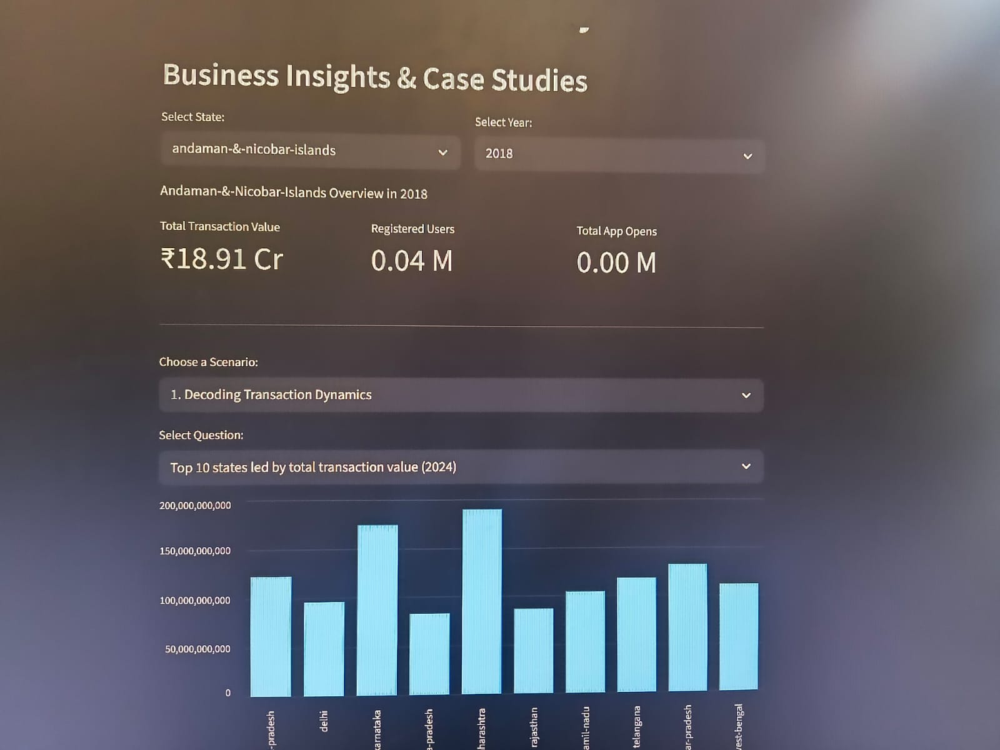 Business Insights & Case Studies
Select State:
Select Year:
andaman-&-nicobar-islands
2018
Andaman-&-Nicobar-Islands Overview in 2018
Total Transaction Value
Registered Users
Total App Opens
₹18.91 Cr
0.04 M
0.00 M
Choose a Scenario:
1. Decoding Transaction Dynamics
Select Question:
Top 10 states led by total transaction value (2024)
200,000,000,000
150,000,000,000
100,000,000,000
50,000,000,000
0
-pradesh
delhi
karnataka
a-pradesh
harashtra
rajasthan
amil-nadu
telangana
ar-pradesh
vest-bengal